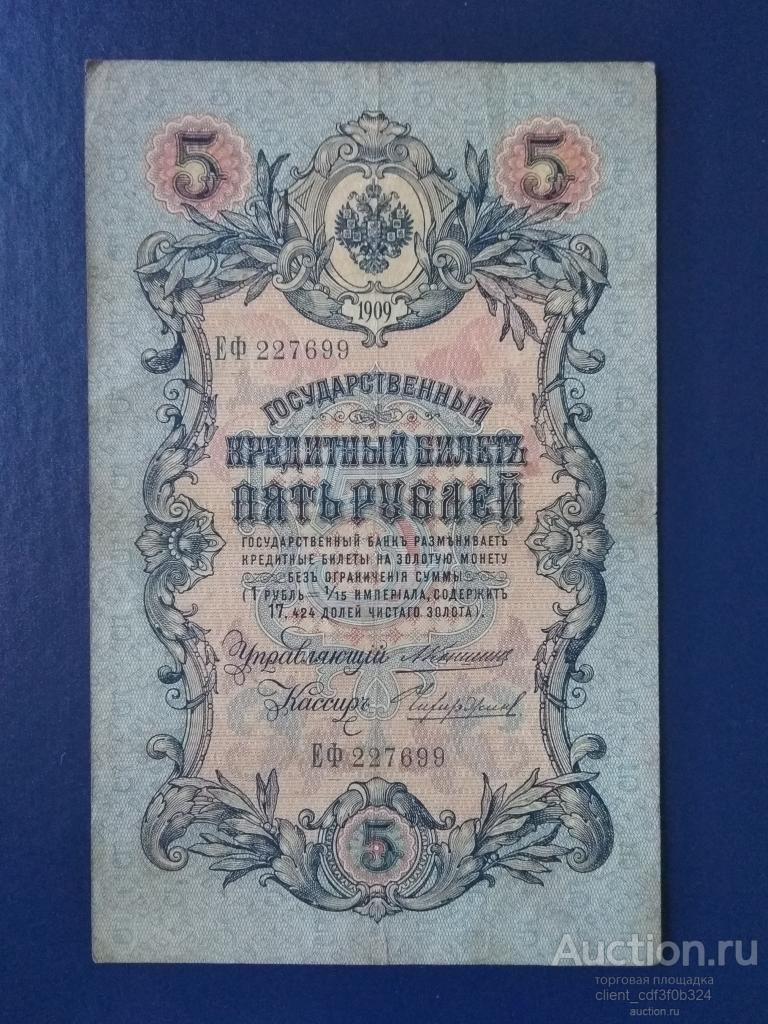 5 5
1909
ЕФ 227699
ГОСУДАРСТВЕННЫЙ
КРЕДИТНЫЙ БИЛЕТЪ
ПЯТЬ РУБЛЕЙ
ГОСУДАРСТВЕННЫЙ БАНКЪ РАЗМѢНИВАЕТЪ
КРЕДИТНЫЕ БИЛЕТЫ НА ЗОЛОТУЮ МОНЕТУ
БЕЗЪ ОГРАНИЧЕНІЯ СУММЫ
(1 РУБЛЬ = 1/15 ИМПЕРІАЛА, СОДЕРЖИТЪ
17,424 ДОЛЕЙ ЧИСТАГО ЗОЛОТА).
Управляющій
Кассиръ
ЕФ 227699
5
Auction.ru
торговая площадка
client_cdf3f0b324
auction.ru